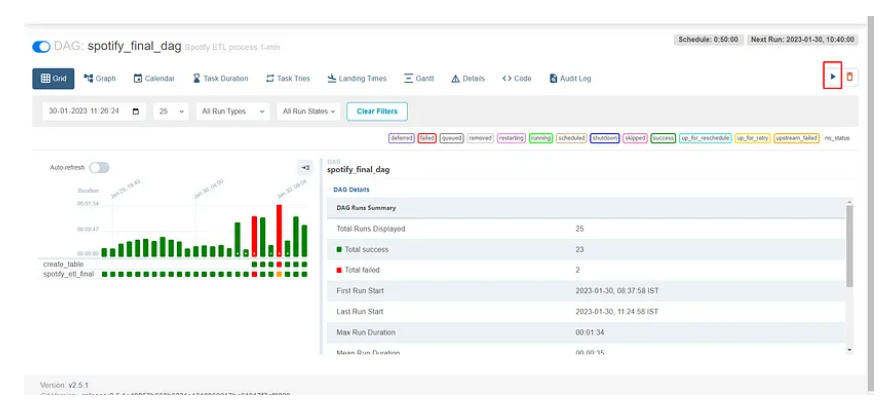 DAG: spotify_final_dag Spotify ETL process 1-min
Schedule: 0:50:00 Next Run: 2023-01-30, 10:40:00
Grid Graph Calendar Task Duration Task Tries Landing Times Gantt Details <> Code Audit Log
30-01-2023 11:26:24 25 All Run Types All Run States Clear Filters
deferred failed queued removed restarting running scheduled shutdown skipped success up_for_reschedule up_for_retry upstream_failed no_status
Auto-refresh
Duration
Jan 30, 04:00
00:01:34
00:00:47
00:00:00
create_table
spotify_etl_final
DAG
spotify_final_dag
DAG Details
DAG Runs Summary
Total Runs Displayed 25
Total success 23
Total failed 2
First Run Start 2023-01-30, 08:37:58 IST
Last Run Start 2023-01-30, 11:24:58 IST
Max Run Duration 00:01:34
Mean Run Duration 00:00:35
Version: v2.5.1